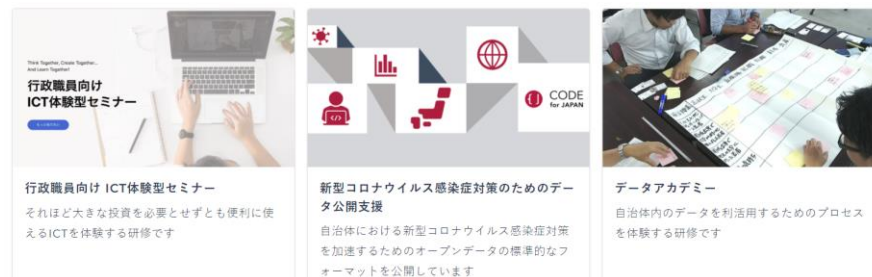 Think Together, Create Together...
And Learn Together!
行政職員向け
ICT体験型セミナー
CODE
for JAPAN
行政職員向け ICT体験型セミナー
それほど大きな投資を必要とせずとも便利に使
えるICTを体験する研修です
新型コロナウイルス感染症対策のためのデー
タ公開支援
自治体における新型コロナウイルス感染症対策
を加速するためのオープンデータの標準的なフ
ォーマットを公開しています
データアカデミー
自治体内のデータを利活用するためのプロセス
を体験する研修です